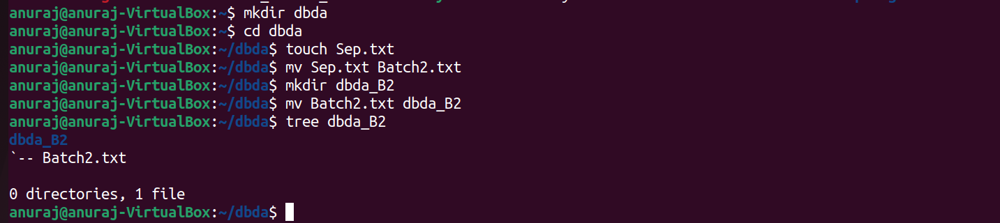 anuraj@anuraj-VirtualBox:~$ mkdir dbda
anuraj@anuraj-VirtualBox:~$ cd dbda
anuraj@anuraj-VirtualBox:~/dbda$ touch Sep.txt
anuraj@anuraj-VirtualBox:~/dbda$ mv Sep.txt Batch2.txt
anuraj@anuraj-VirtualBox:~/dbda$ mkdir dbda_B2
anuraj@anuraj-VirtualBox:~/dbda$ mv Batch2.txt dbda_B2
anuraj@anuraj-VirtualBox:~/dbda$ tree dbda_B2
dbda_B2
`-- Batch2.txt
0 directories, 1 file
anuraj@anuraj-VirtualBox:~/dbda$